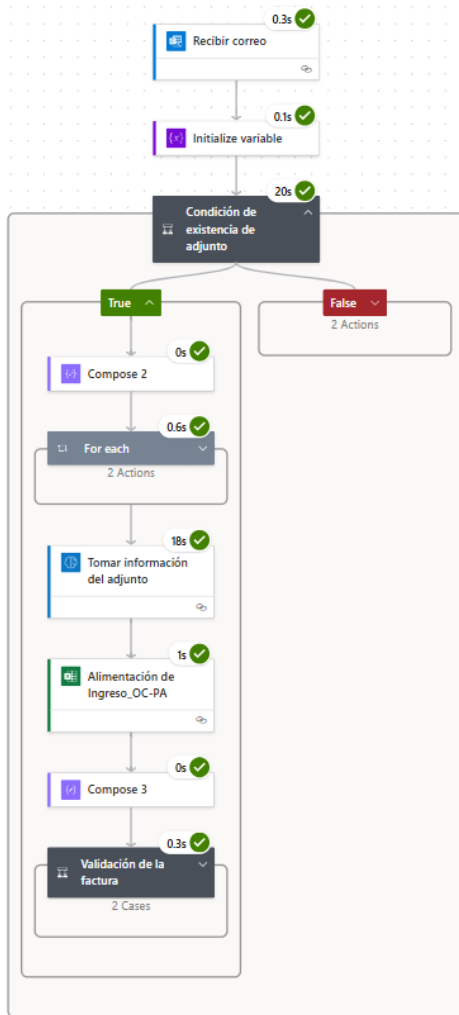 0.3s
Recibir correo
0.1s
Initialize variable
20s
Condición de
existencia de
adjunto
True
False
2 Actions
0s
Compose 2
0.6s
For each
2 Actions
18s
Tomar información
del adjunto
1s
Alimentación de
Ingreso_OC-PA
0s
Compose 3
0.3s
Validación de la
factura
2 Cases